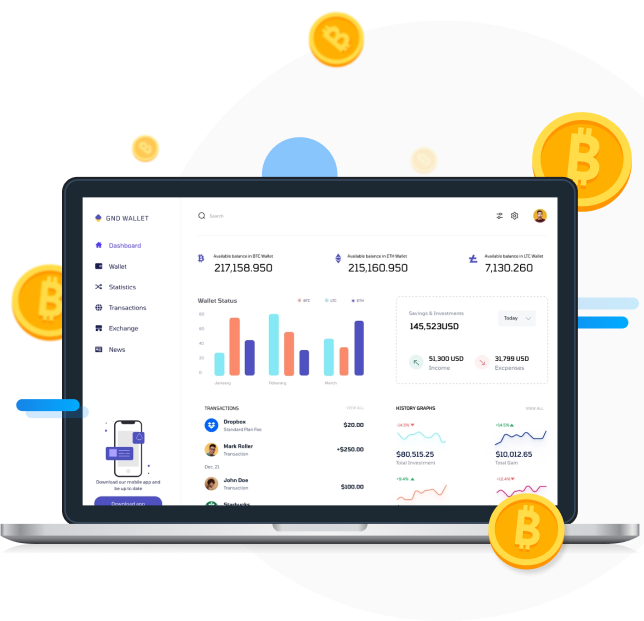 GND WALLET
Search
Dashboard
Wallet
Statistics
Transactions
Exchange
News
Available balance in BTC Wallet
217,158.950
Available balance in ETH Wallet
215,160.950
Available balance in LTC Wallet
7,130.260
Wallet Status
BTC
LTC
ETH
80
60
40
20
0
January
February
March
Savings & Investments
145,523USD
Today
51,300 USD
Income
31,799 USD
Excpenses
TRANSACTIONS
VIEW ALL
Dropbox
Standard Plan Fee
$20.00
Mark Roller
Transaction
+$250.00
Dec. 21
John Doe
Transaction
$100.00
Starbucks
HISTORY GRAPHS
VIEW ALL
-14.5%
$80,515.25
Total Investment
+14.5%
$10,012.65
Total Gain
+9.4%
-12.4%
Download our mobile app and
be up to date
Download app